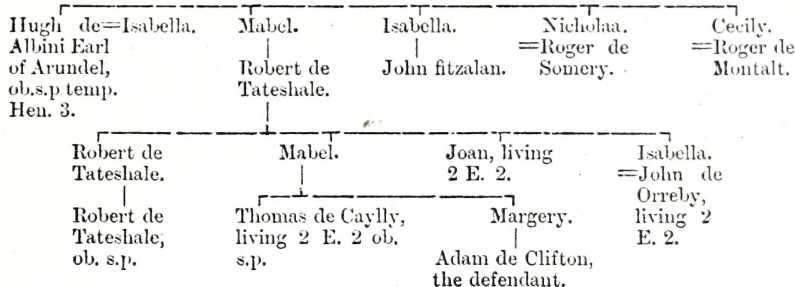 Hugh de=Isabella. Mabel. Isabella. Nicholaa. Cecily.
Albini Earl =Roger de =Roger de
of Arundel, Robert de John fitzalan. Somery. Montalt.
ob.s.p temp. Tateshale.
Hen. 3.
Robert de Mabel. Joan, living Isabella.
Tateshale. 2 E. 2. =John de
Orreby,
Robert de Thomas de Caylly, Margery. living 2
Tateshale, living 2 E. 2 ob. E. 2.
ob. s.p. s.p. Adam de Clifton,
the defendant.